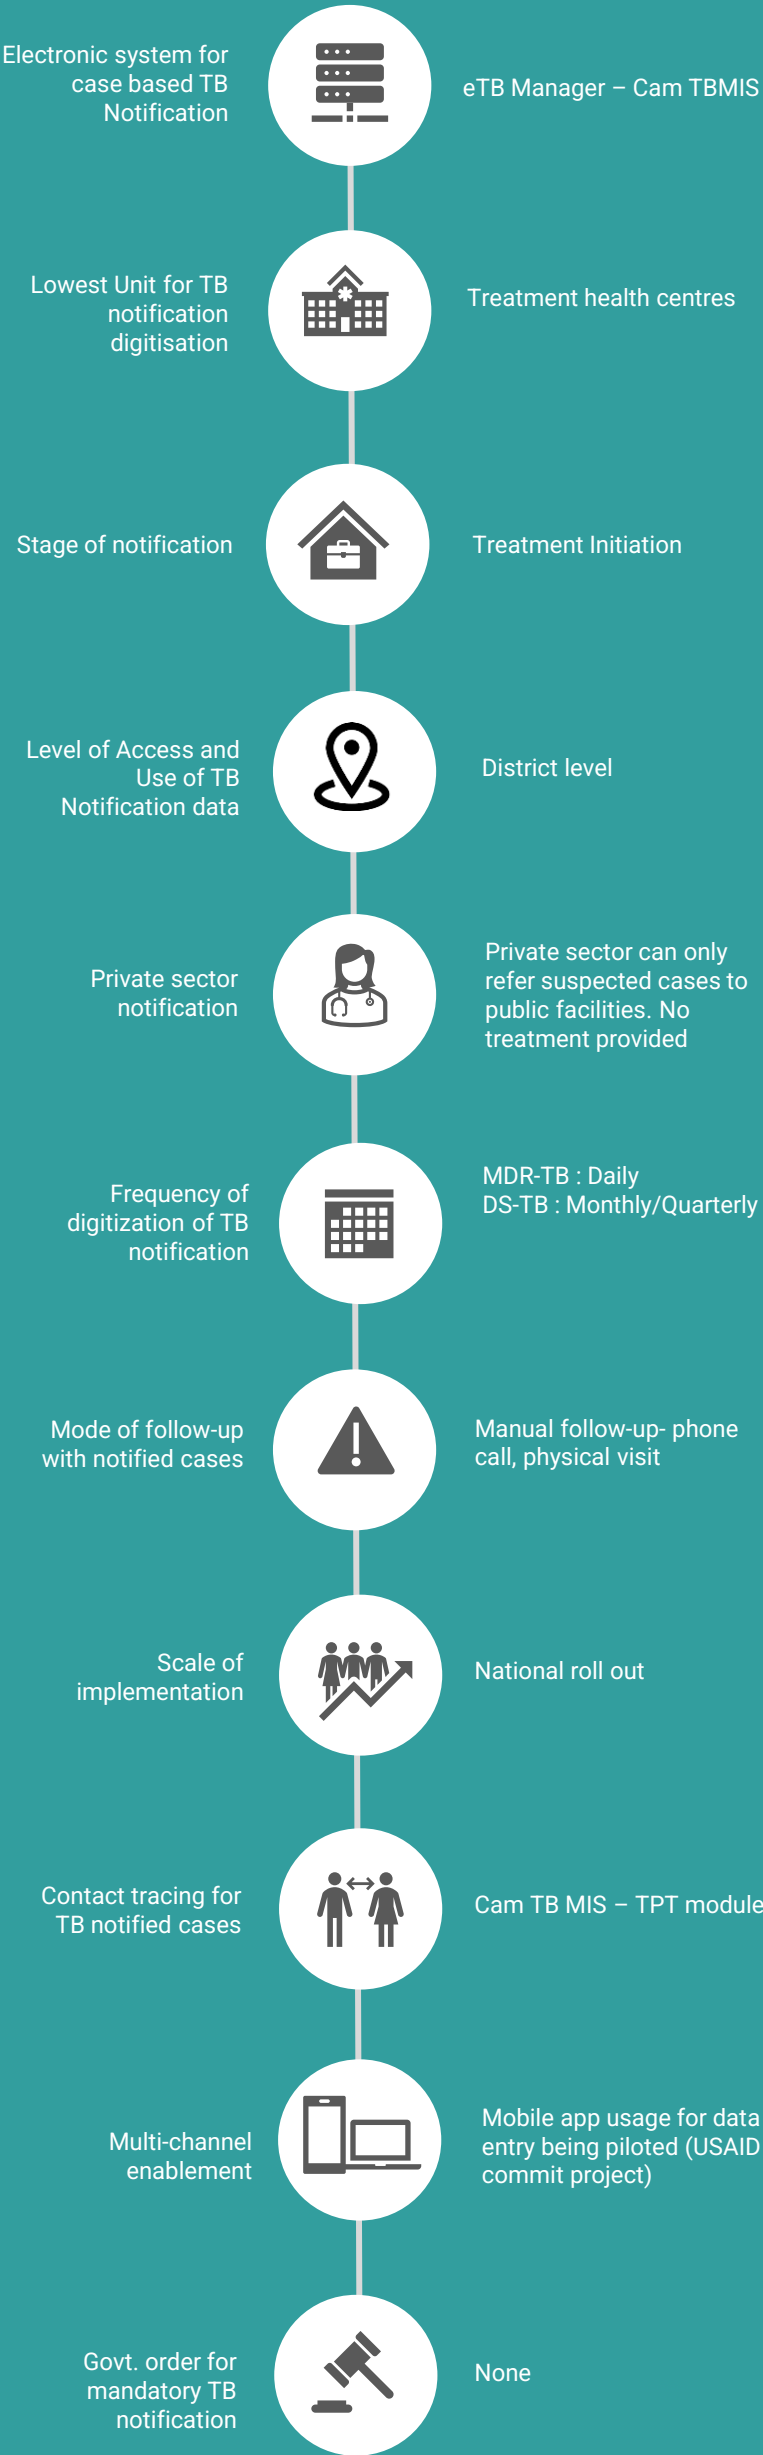 Electronic system for
case based TB
Notification
eTB Manager – Cam TBMIS
Lowest Unit for TB
notification
digitisation
Treatment health centres
Stage of notification
Treatment Initiation
Level of Access and
Use of TB
Notification data
District level
Private sector
notification
Private sector can only
refer suspected cases to
public facilities. No
treatment provided
Frequency of
digitization of TB
notification
MDR-TB : Daily
DS-TB : Monthly/Quarterly
Mode of follow-up
with notified cases
Manual follow-up- phone
call, physical visit
Scale of
implementation
National roll out
Contact tracing for
TB notified cases
Cam TB MIS – TPT module
Multi-channel
enablement
Mobile app usage for data
entry being piloted (USAID
commit project)
Govt. order for
mandatory TB
notification
None